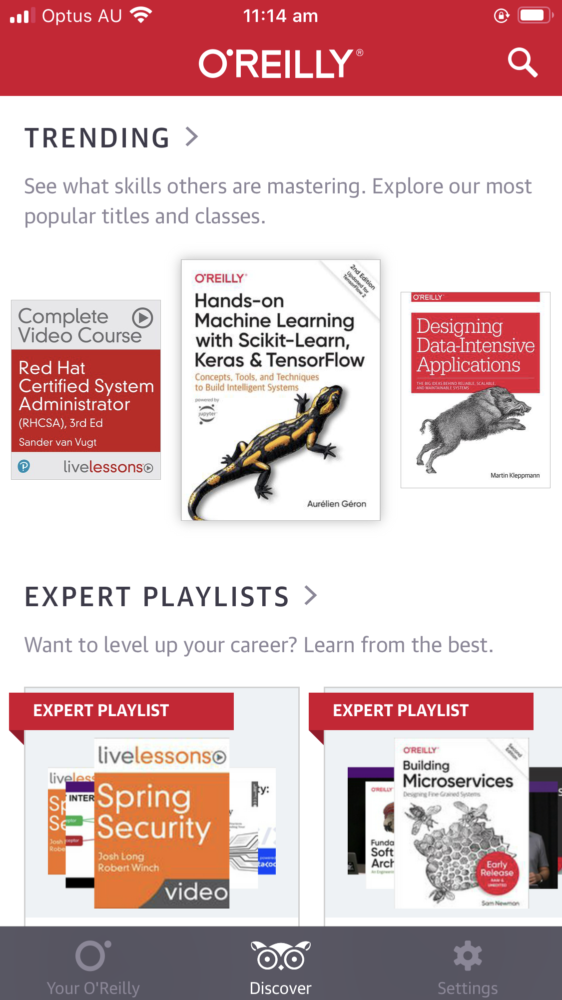 Optus AU
11:14 am
O'REILLY®
TRENDING
See what skills others are mastering. Explore our most
popular titles and classes.
Complete
Video Course
Red Hat
Certified System
Administrator
(RHCSA), 3rd Ed
Sander van Vugt
livelessons
O'REILLY®
2nd Edition
Updated for
TensorFlow 2
Hands-on
Machine Learning
with Scikit-Learn,
Keras & TensorFlow
Concepts, Tools, and Techniques
to Build Intelligent Systems
powered by
jupyter
Aurélien Géron
O'REILLY®
Designing
Data-Intensive
Applications
THE BIG IDEAS BEHIND RELIABLE, SCALABLE,
AND MAINTAINABLE SYSTEMS
Martin Kleppmann
EXPERT PLAYLISTS
Want to level up your career? Learn from the best.
EXPERT PLAYLIST
livelessons
Spring
Security
Josh Long
Robert Winch
video
EXPERT PLAYLIST
O'REILLY
Second
Edition
Building
Microservices
Designing Fine-Grained Systems
Early
Release
RAW &
UNEDITED
Sam Newman
O'REILLY
Funda
Soft
Arch
Your O'Reilly
Discover
Settings